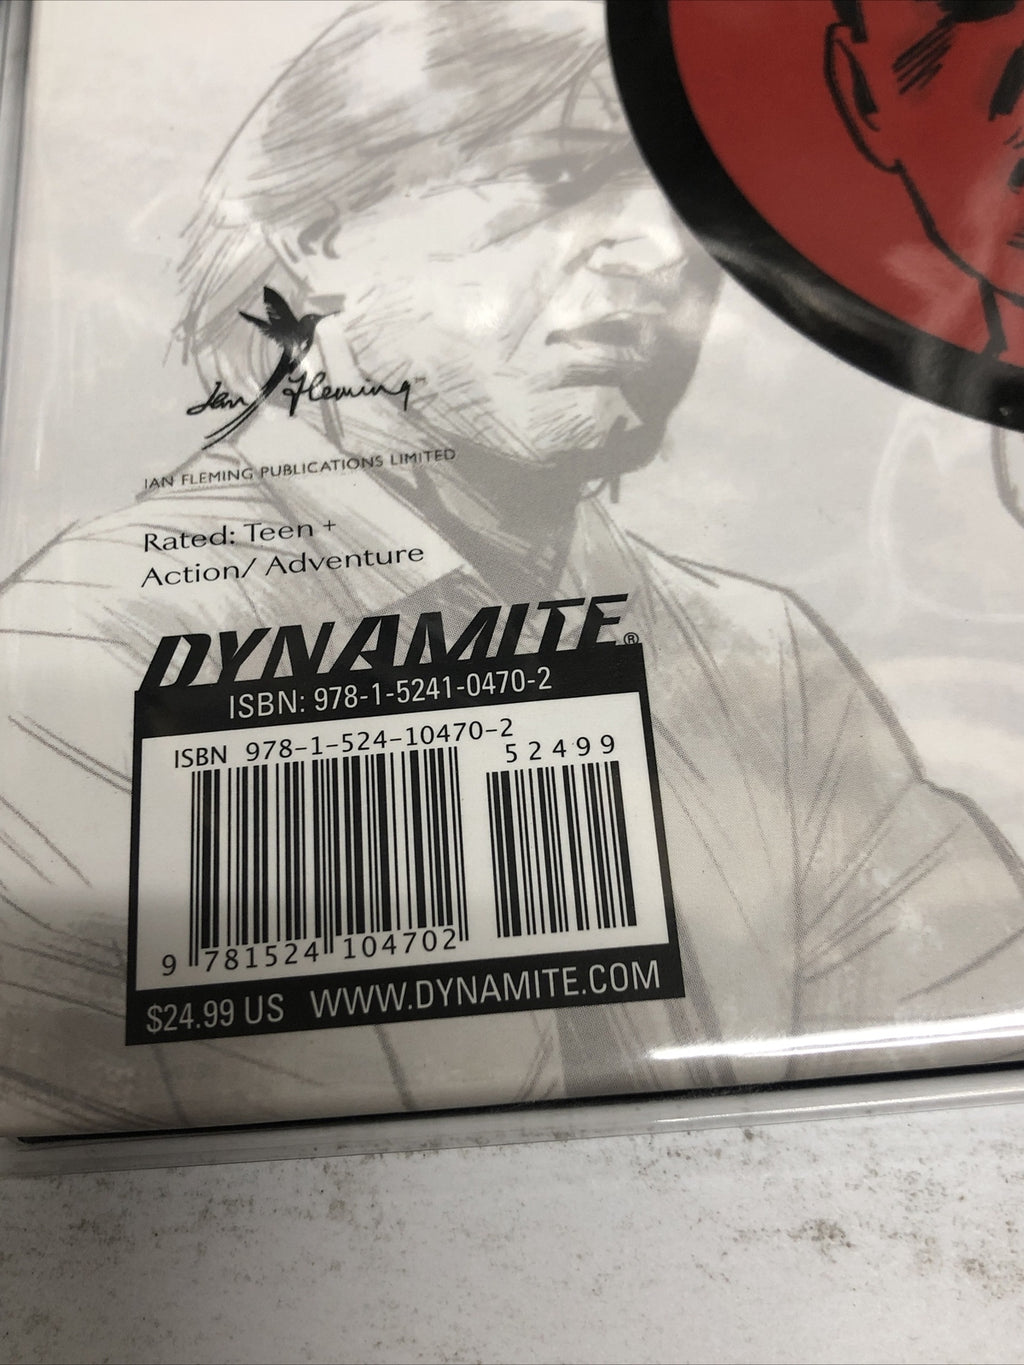 Ian Fleming™
IAN FLEMING PUBLICATIONS LIMITED
Rated: Teen +
Action/ Adventure
DYNAMITE®
ISBN: 978-1-5241-0470-2
ISBN 978-1-524-10470-2
52499
9 781524 104702
$24.99 US WWW.DYNAMITE.COM